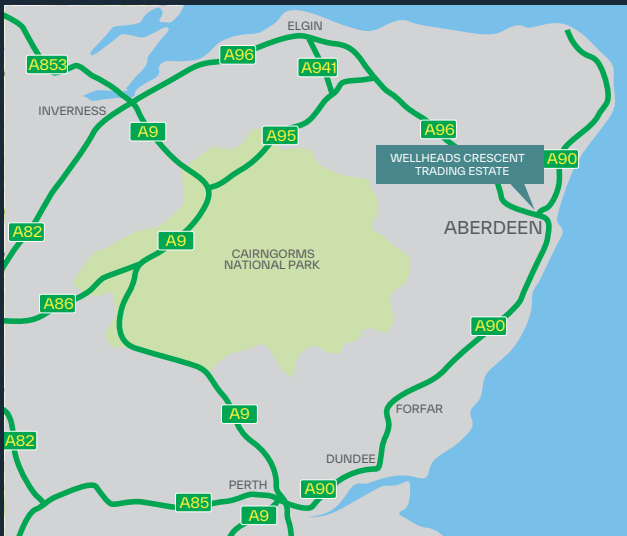 ELGIN
A96
A853
A941
INVERNESS
A9
A95
A96
A90
WELLHEADS CRESCENT
TRADING ESTATE
A82
ABERDEEN
A9
CAIRNGORMS
NATIONAL PARK
A86
A90
A9
FORFAR
A82
DUNDEE
PERTH
A90
A85
A9